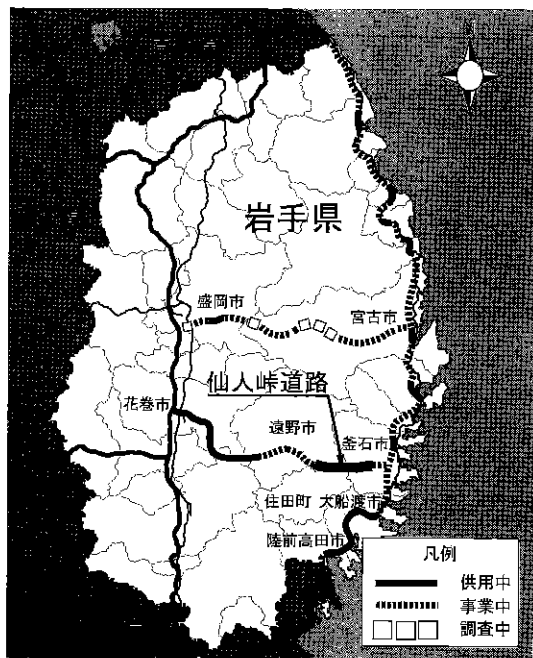 岩手県
盛岡市
宮古市
仙人峠道路
花巻市
遠野市
釜石市
住田町
大船渡市
陸前高田市
凡例
供用中
事業中
調査中